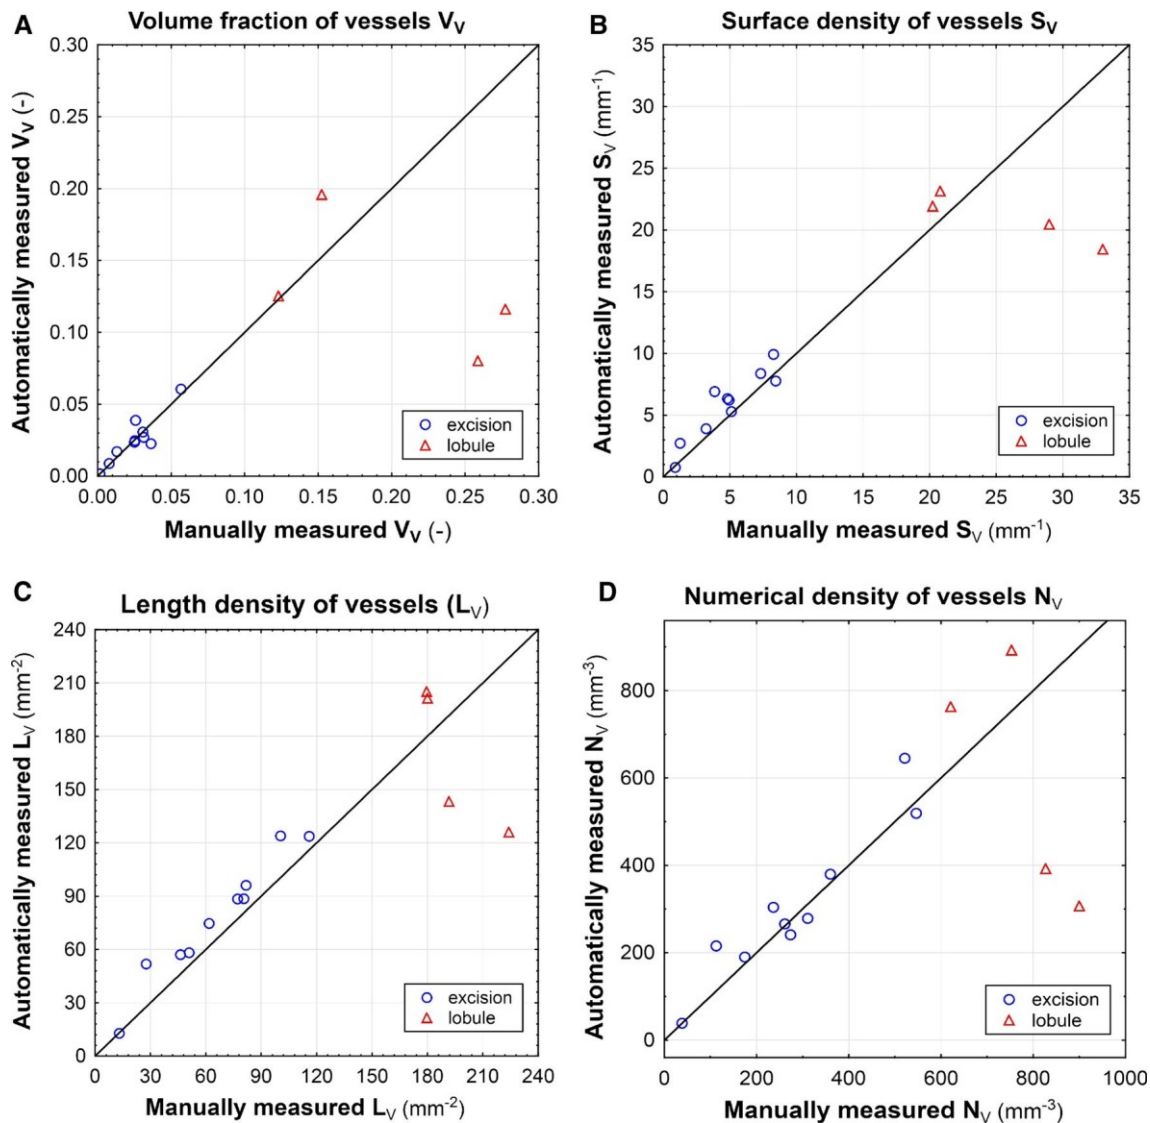 A Volume fraction of vessels V_V
0.30
0.25
0.20
0.15
0.10
0.05
0.00
Automatically measured V_V (-)
excision
lobule
0.00 0.05 0.10 0.15 0.20 0.25 0.30
Manually measured V_V (-)
B Surface density of vessels S_V
35
30
25
20
15
10
5
0
Automatically measured S_V (mm⁻¹)
excision
lobule
0 5 10 15 20 25 30 35
Manually measured S_V (mm⁻¹)
C Length density of vessels (L_V)
240
210
180
150
120
90
60
30
0
Automatically measured L_V (mm⁻²)
excision
lobule
0 30 60 90 120 150 180 210 240
Manually measured L_V (mm⁻²)
D Numerical density of vessels N_V
800
600
400
200
0
Automatically measured N_V (mm⁻³)
excision
lobule
0 200 400 600 800 1000
Manually measured N_V (mm⁻³)